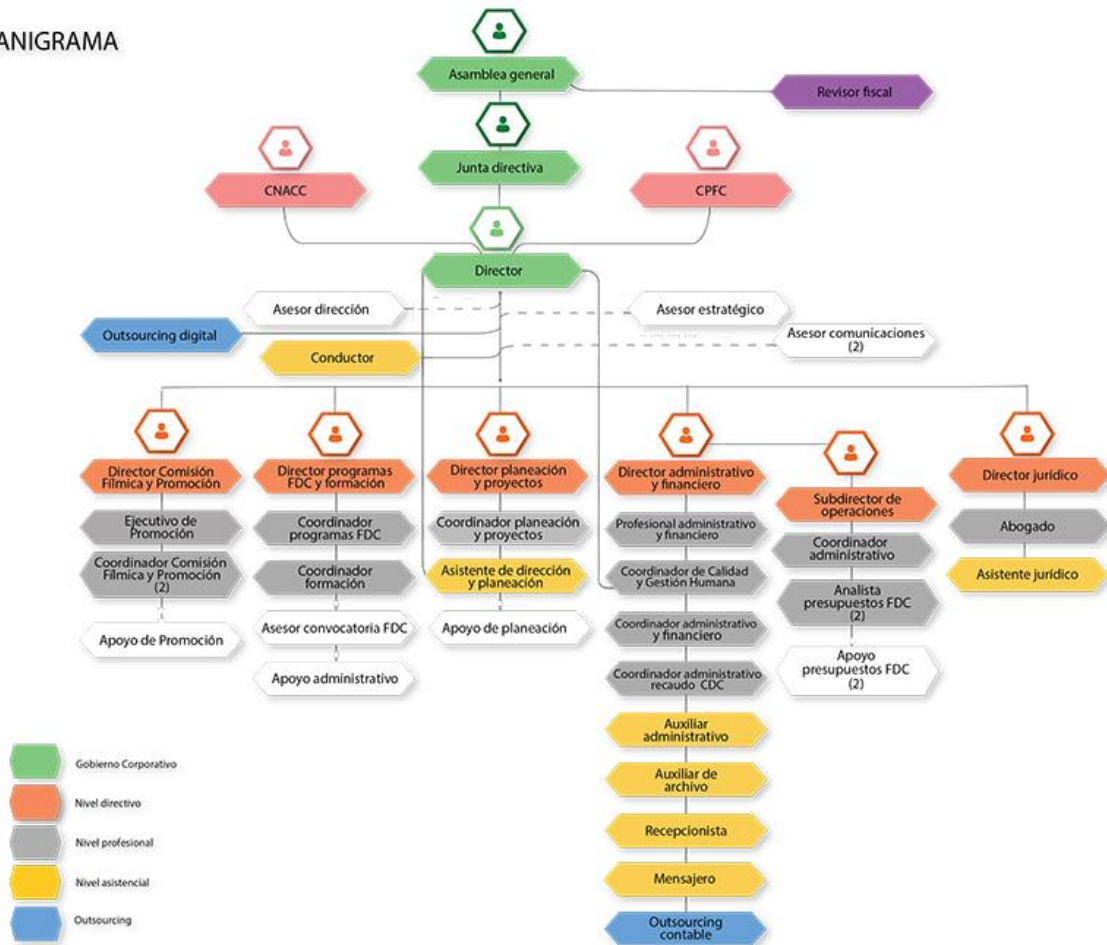 ANIGRAMA
Asamblea general
Revisor fiscal
Junta directiva
CNACC
CPFC
Director
Asesor dirección
Asesor estratégico
Outsourcing digital
Asesor comunicaciones
(2)
Conductor
Director Comisión
Fílmica y Promoción
Ejecutivo de
Promoción
Coordinador Comisión
Fílmica y Promoción
(2)
Apoyo de Promoción
Director programas
FDC y formación
Coordinador
programas FDC
Coordinador
formación
Asesor convocatoria FDC
Apoyo administrativo
Director planeación
y proyectos
Coordinador planeación
y proyectos
Asistente de dirección
y planeación
Apoyo de planeación
Director administrativo
y financiero
Profesional administrativo
y financiero
Coordinador de Calidad
y Gestión Humana
Coordinador administrativo
y financiero
Coordinador administrativo
recaudo CDC
Auxiliar
administrativo
Auxiliar de
archivo
Recepcionista
Mensajero
Outsourcing
contable
Subdirector de
operaciones
Coordinador
administrativo
Analista
presupuestos FDC
(2)
Apoyo
presupuestos FDC
(2)
Director jurídico
Abogado
Asistente jurídico
Gobierno Corporativo
Nivel directivo
Nivel profesional
Nivel asistencial
Outsourcing